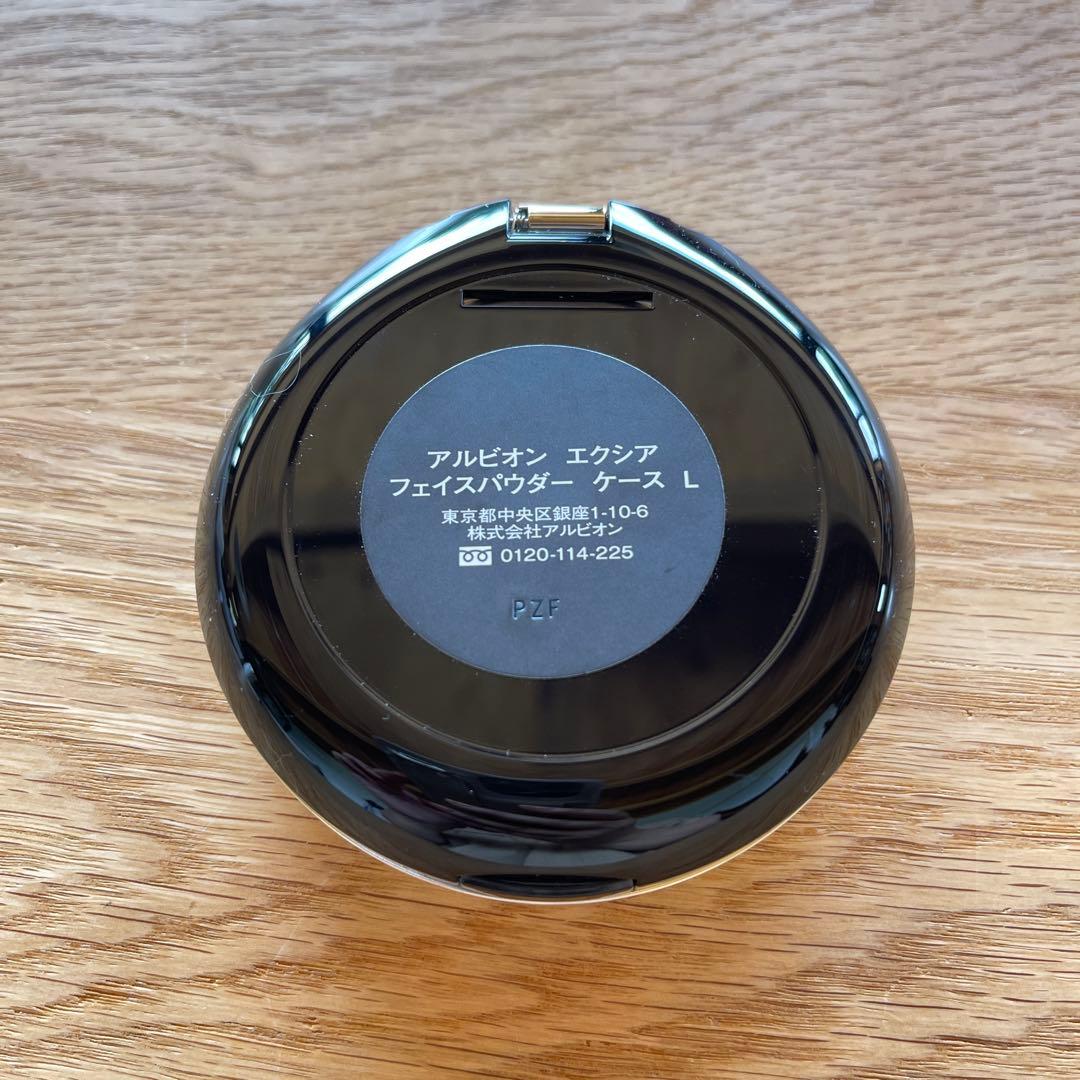 アルビオン エクシア
フェイスパウダー ケース L
東京都中央区銀座1-10-6
株式会社アルビオン
0120-114-225
PZF